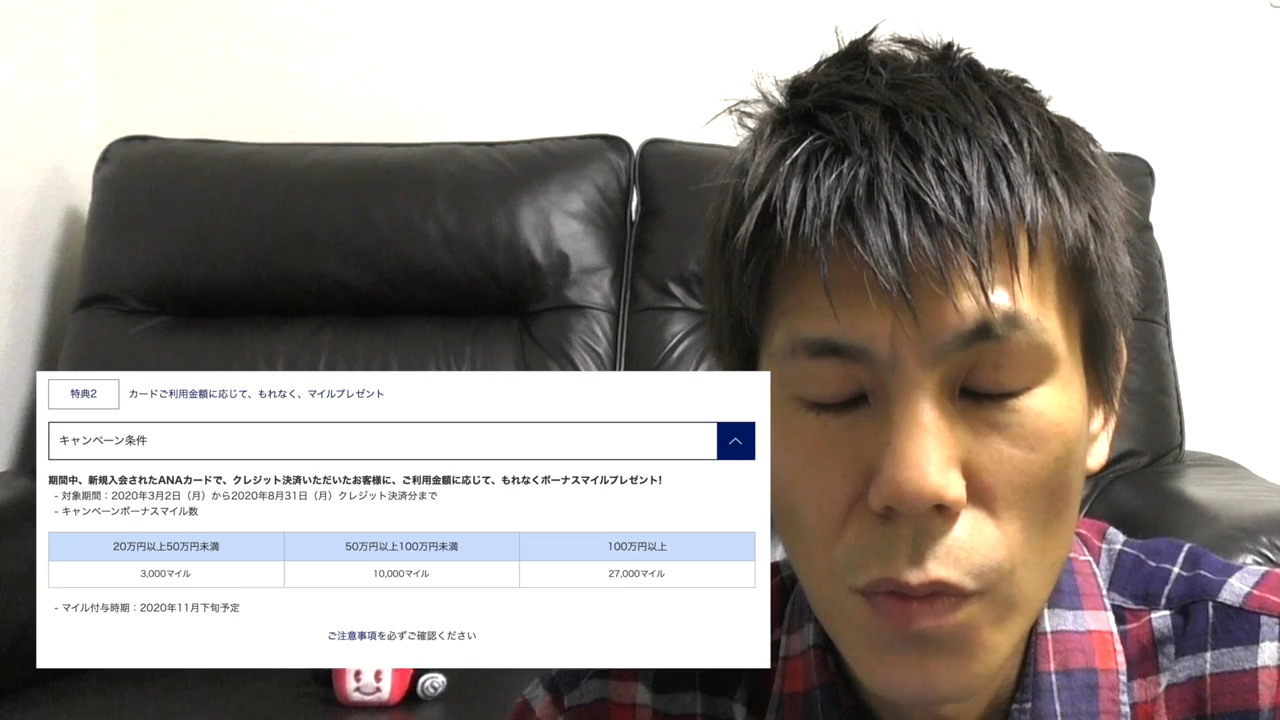 特典2 カードご利用金額に応じて、もれなく、マイルプレゼント
キャンペーン条件
期間中、新規入会されたANAカードで、クレジット決済いただいたお客様に、ご利用金額に応じて、もれなくボーナスマイルプレゼント!
- 対象期間：2020年3月2日（月）から2020年8月31日（月）クレジット決済分まで
- キャンペーンボーナスマイル数
20万円以上50万円未満 50万円以上100万円未満 100万円以上
3,000マイル 10,000マイル 27,000マイル
- マイル付与時期：2020年11月下旬予定
ご注意事項を必ずご確認ください